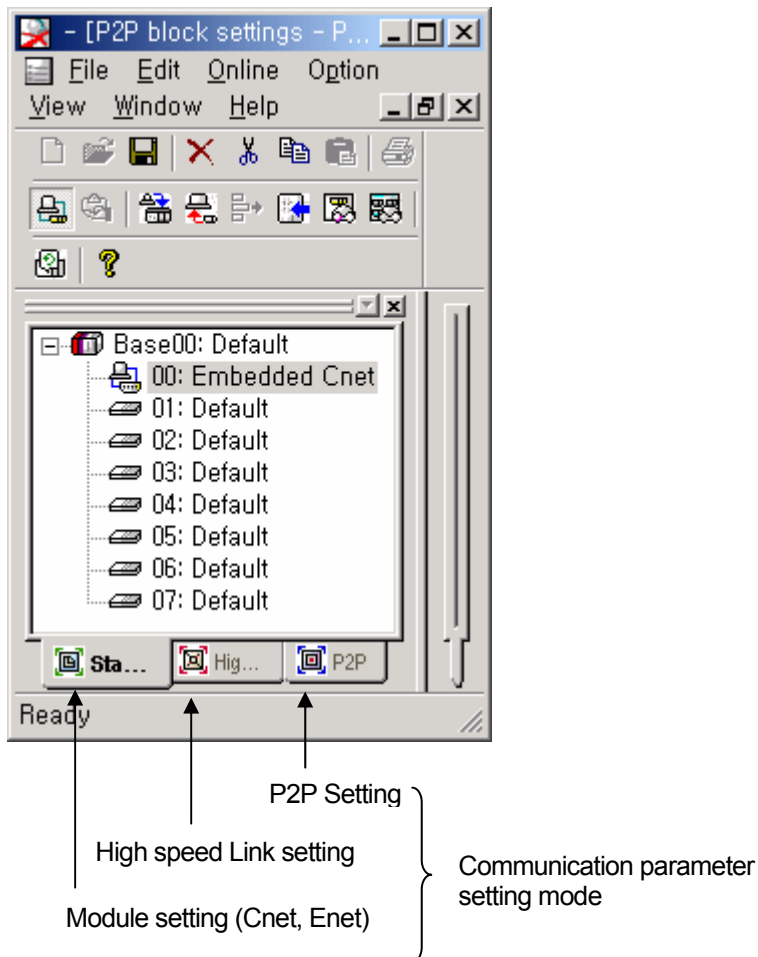 - [P2P block settings - P...
File Edit Online Option
View Window Help
Base00: Default
00: Embedded Cnet
01: Default
02: Default
03: Default
04: Default
05: Default
06: Default
07: Default
Sta... Hig... P2P
Ready
P2P Setting
High speed Link setting
Module setting (Cnet, Enet)
Communication parameter
setting mode